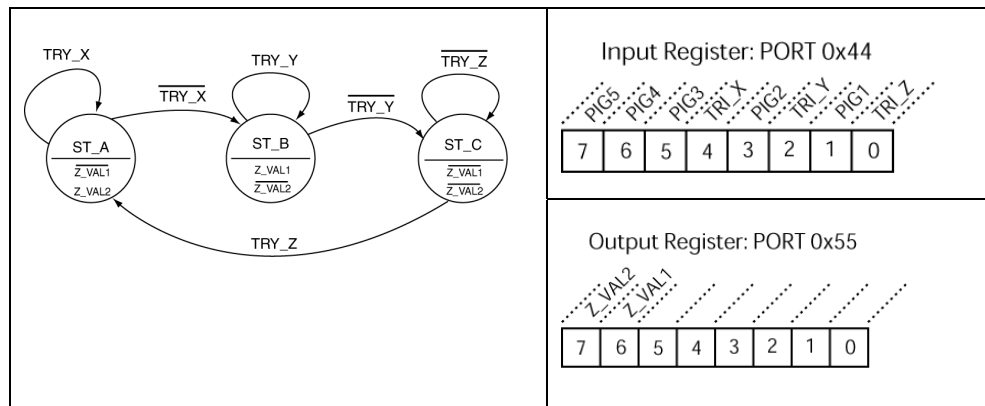 TRY_X
TRY_X
TRY_Y
TRY_Y
TRY_Z
ST_A
Z_VAL1
Z_VAL2
ST_B
Z_VAL1
Z_VAL2
ST_C
Z_VAL1
Z_VAL2
TRY_Z
Input Register: PORT 0x44
PIG5 PIG4 PIG3 TRI_X PIG2 TRI_Y PIG1 TRI_Z
7 6 5 4 3 2 1 0
Output Register: PORT 0x55
Z_VAL2 Z_VAL1
7 6 5 4 3 2 1 0